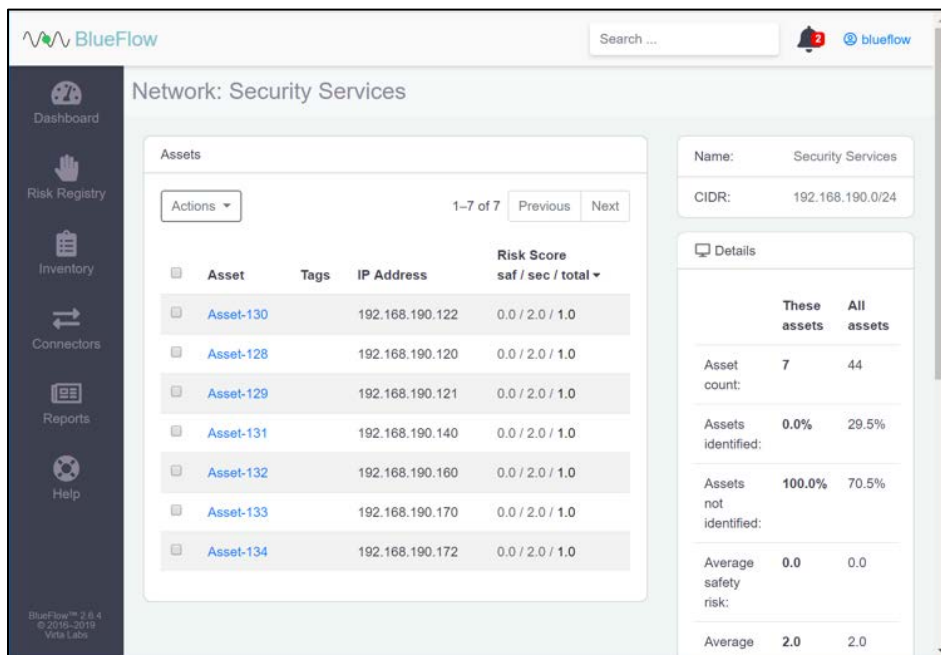 BlueFlow
Search ...
2
blueflow
Dashboard
Risk Registry
Inventory
Connectors
Reports
Help
BlueFlow™ 2.6.4
© 2016–2019
Virta Labs
Network: Security Services
Assets
Actions
1–7 of 7 Previous Next
Risk Score
Asset Tags IP Address saf / sec / total
Asset-130 192.168.190.122 0.0 / 2.0 / 1.0
Asset-128 192.168.190.120 0.0 / 2.0 / 1.0
Asset-129 192.168.190.121 0.0 / 2.0 / 1.0
Asset-131 192.168.190.140 0.0 / 2.0 / 1.0
Asset-132 192.168.190.160 0.0 / 2.0 / 1.0
Asset-133 192.168.190.170 0.0 / 2.0 / 1.0
Asset-134 192.168.190.172 0.0 / 2.0 / 1.0
Name: Security Services
CIDR: 192.168.190.0/24
Details
These All
assets assets
Asset 7 44
count:
Assets 0.0% 29.5%
identified:
Assets 100.0% 70.5%
not
identified:
Average 0.0 0.0
safety
risk:
Average 2.0 2.0